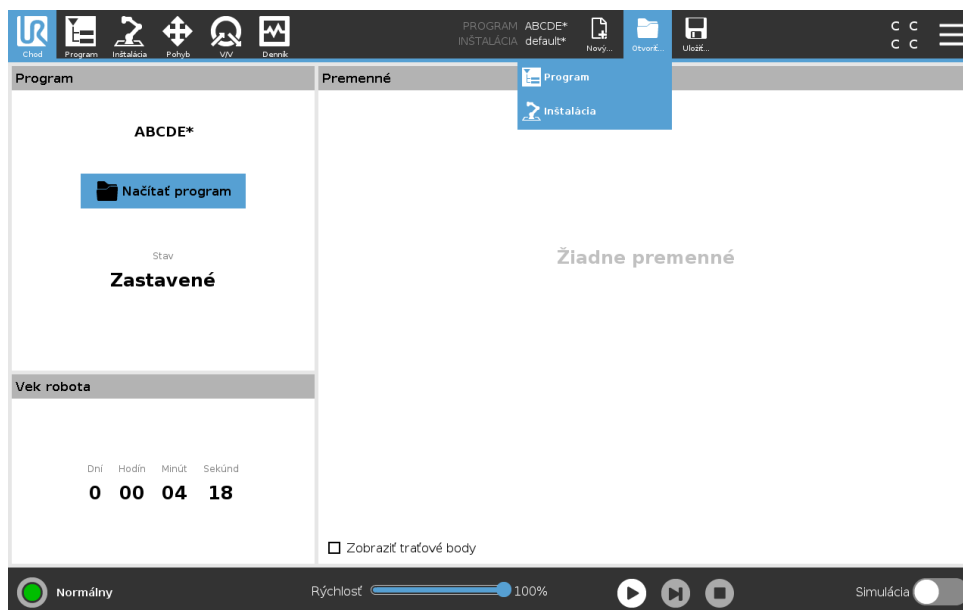 UR
Chod
Program
Inštalácia
Pohyb
V/V
Denník
PROGRAM ABCDE*
INŠTALÁCIA default*
Nový...
Otvoriť...
Uložiť...
C C
C C
Program
Inštalácia
Program
ABCDE*
Načítať program
Stav
Zastavené
Premenné
Žiadne premenné
Vek robota
Dní Hodín Minút Sekúnd
0 00 04 18
Zobraziť traťové body
Normálny
Rýchlosť 100%
Simulácia